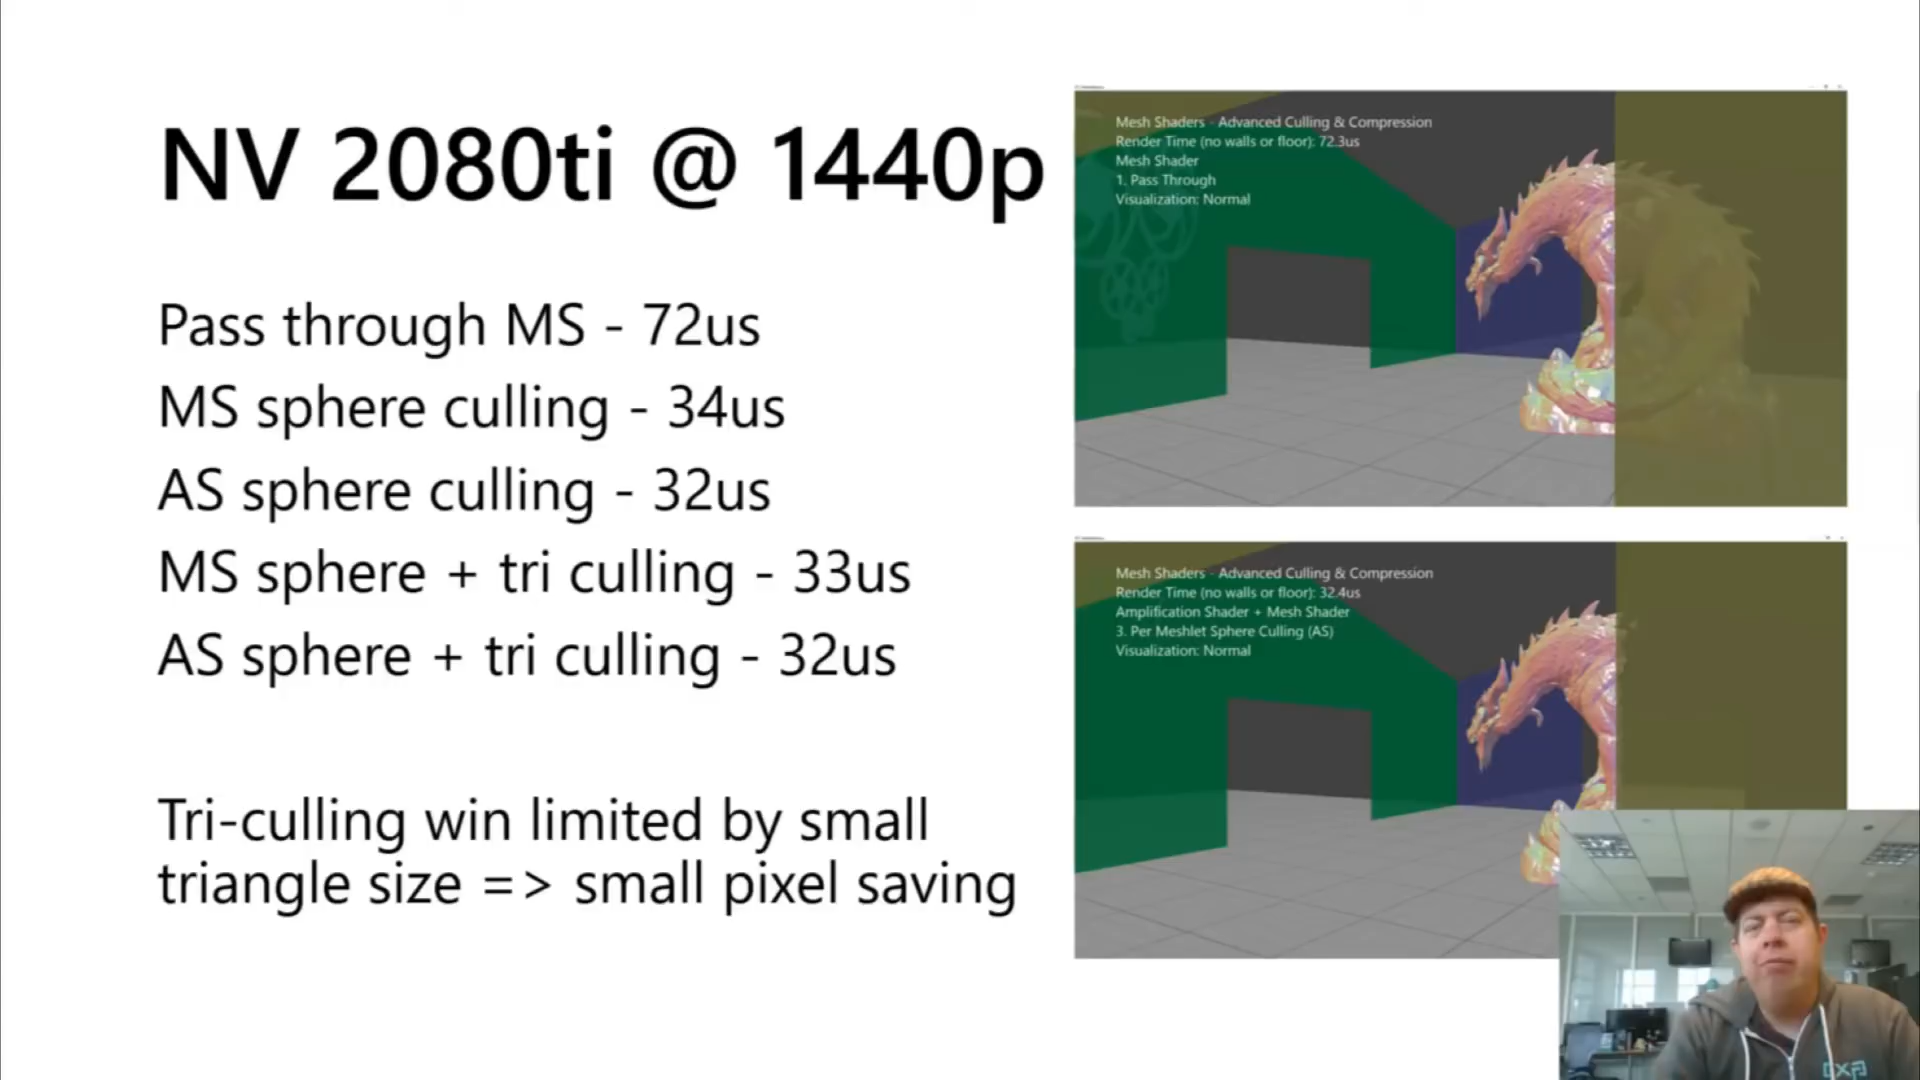 NV 2080ti @ 1440p
Pass through MS - 72us
MS sphere culling - 34us
AS sphere culling - 32us
MS sphere + tri culling - 33us
AS sphere + tri culling - 32us
Tri-culling win limited by small
triangle size => small pixel saving
Mesh Shaders - Advanced Culling & Compression
Render Time (no walls or floor): 72.3us
Mesh Shader
1. Pass Through
Visualization: Normal
Mesh Shaders - Advanced Culling & Compression
Render Time (no walls or floor): 32.4us
Amplification Shader + Mesh Shader
3. Per Meshlet Sphere Culling (AS)
Visualization: Normal